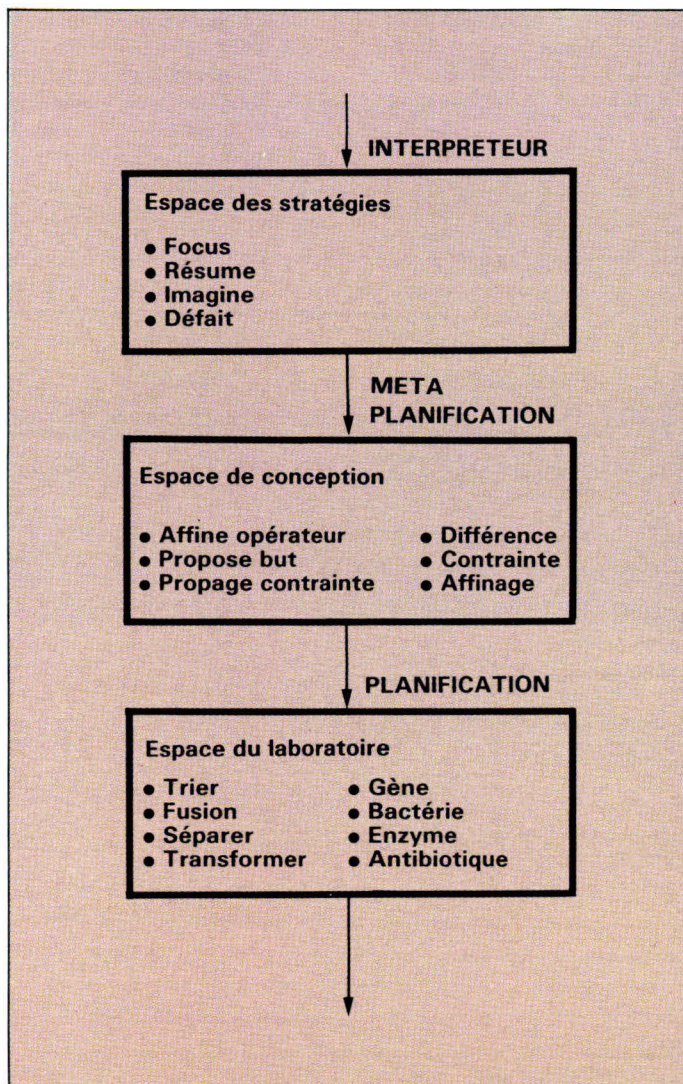 INTERPRETEUR
Espace des stratégies
● Focus
● Résume
● Imagine
● Défait
META
PLANIFICATION
Espace de conception
● Affine opérateur
● Propose but
● Propage contrainte
● Différence
● Contrainte
● Affinage
PLANIFICATION
Espace du laboratoire
● Trier
● Fusion
● Séparer
● Transformer
● Gène
● Bactérie
● Enzyme
● Antibiotique